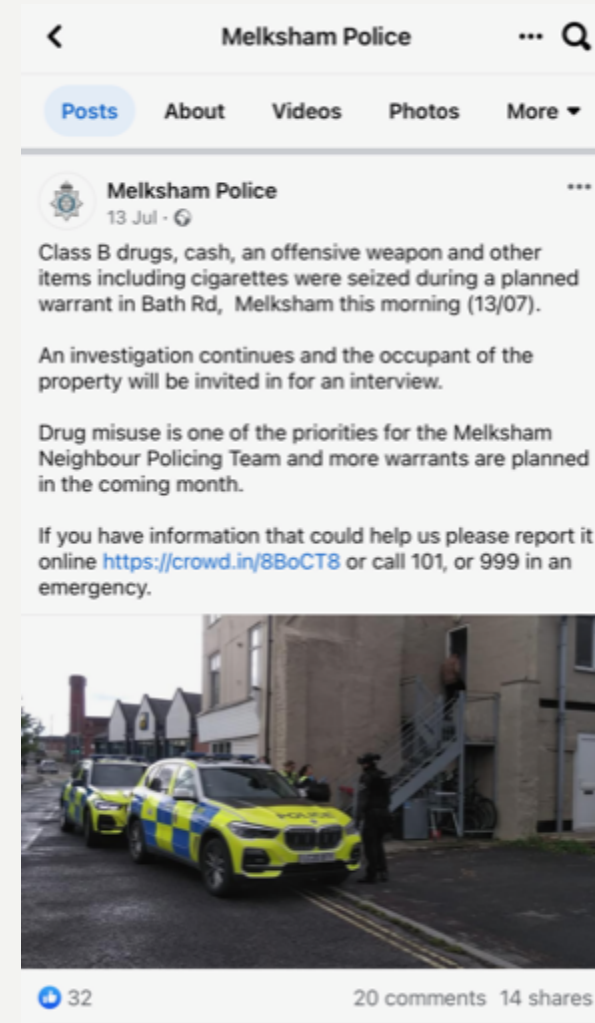 Melksham Police
Posts About Videos Photos More
Melksham Police
13 Jul ·
Class B drugs, cash, an offensive weapon and other
items including cigarettes were seized during a planned
warrant in Bath Rd, Melksham this morning (13/07).
An investigation continues and the occupant of the
property will be invited in for an interview.
Drug misuse is one of the priorities for the Melksham
Neighbour Policing Team and more warrants are planned
in the coming month.
If you have information that could help us please report it
online https://crowd.in/8BoCT8 or call 101, or 999 in an
emergency.
POLICE
32
20 comments 14 shares